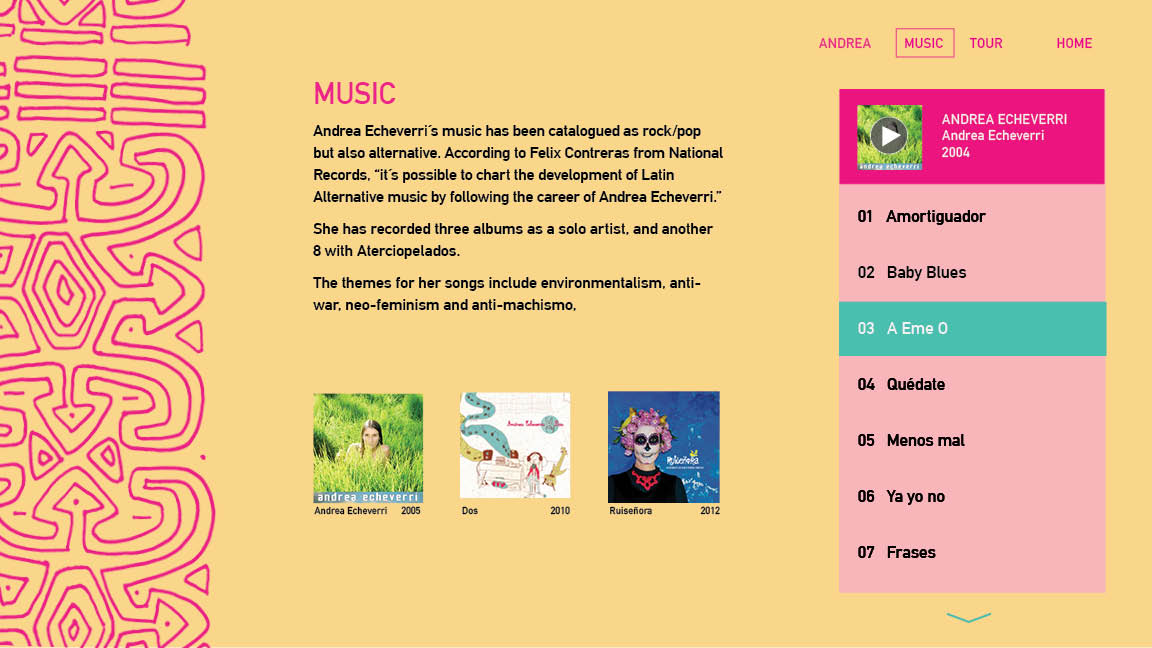 ANDREA MUSIC TOUR HOME
MUSIC
Andrea Echeverri´s music has been catalogued as rock/pop
but also alternative. According to Felix Contreras from National
Records, “it´s possible to chart the development of Latin
Alternative music by following the career of Andrea Echeverri.”
She has recorded three albums as a solo artist, and another
8 with Aterciopelados.
The themes for her songs include environmentalism, anti-
war, neo-feminism and anti-machismo,
andrea echeverri
Andrea Echeverri 2005
Dos 2010
Ruiseñora
Ruiseñora 2012
andrea echeverri
ANDREA ECHEVERRI
Andrea Echeverri
2004
01 Amortiguador
02 Baby Blues
03 A Eme O
04 Quédate
05 Menos mal
06 Ya yo no
07 Frases